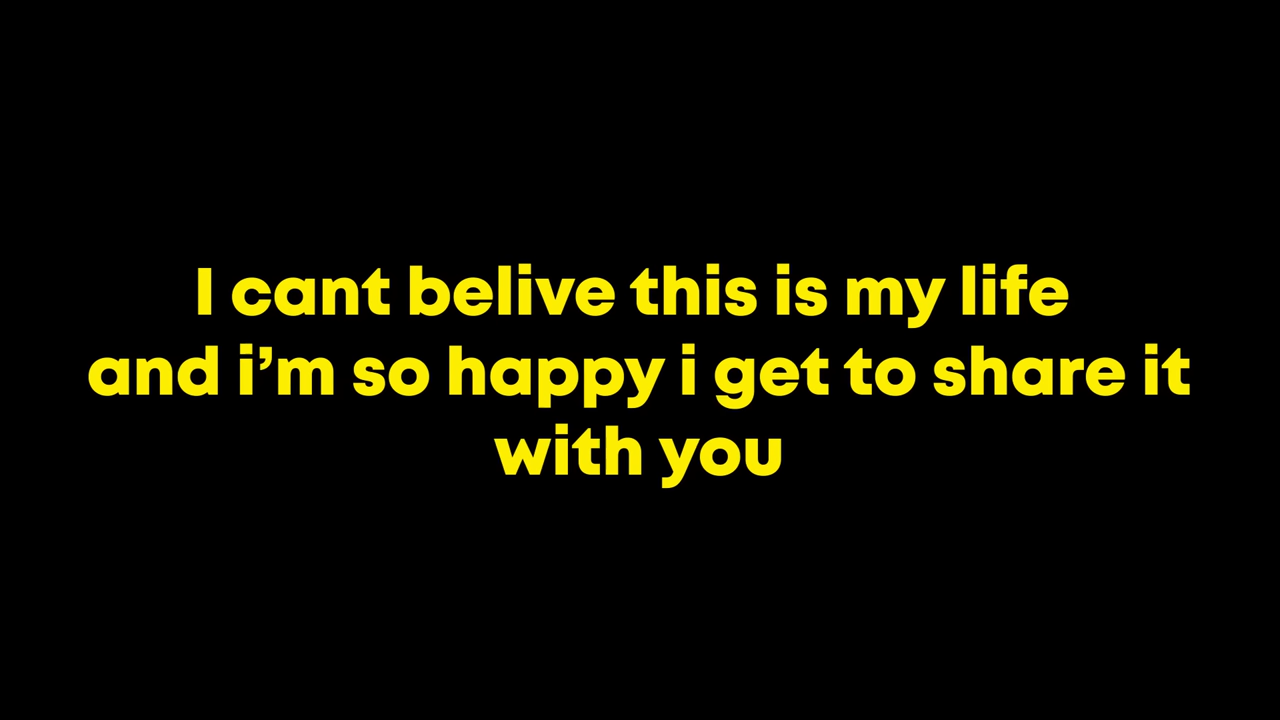 I cant belive this is my life
and i’m so happy i get to share it
with you